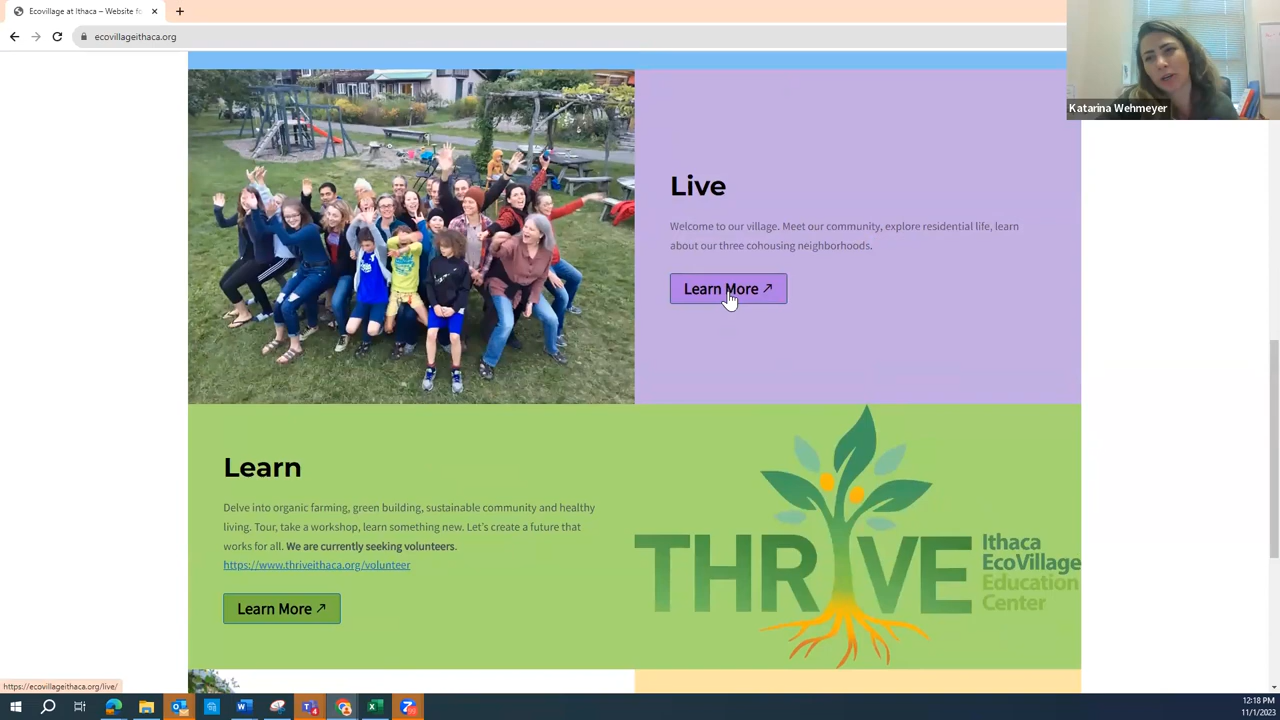 Ecovillage at Ithaca – Website fo
ecovillageithaca.org
Katarina Wehmeyer
Live
Welcome to our village. Meet our community, explore residential life, learn
about our three cohousing neighborhoods.
Learn More ↗
Learn
Delve into organic farming, green building, sustainable community and healthy
living. Tour, take a workshop, learn something new. Let's create a future that
works for all. We are currently seeking volunteers.
https://www.thriveithaca.org/volunteer
Learn More ↗
THRIVE
Ithaca
EcoVillage
Education
Center
https://ecovillageithaca.org/live/
12:18 PM
11/1/2023